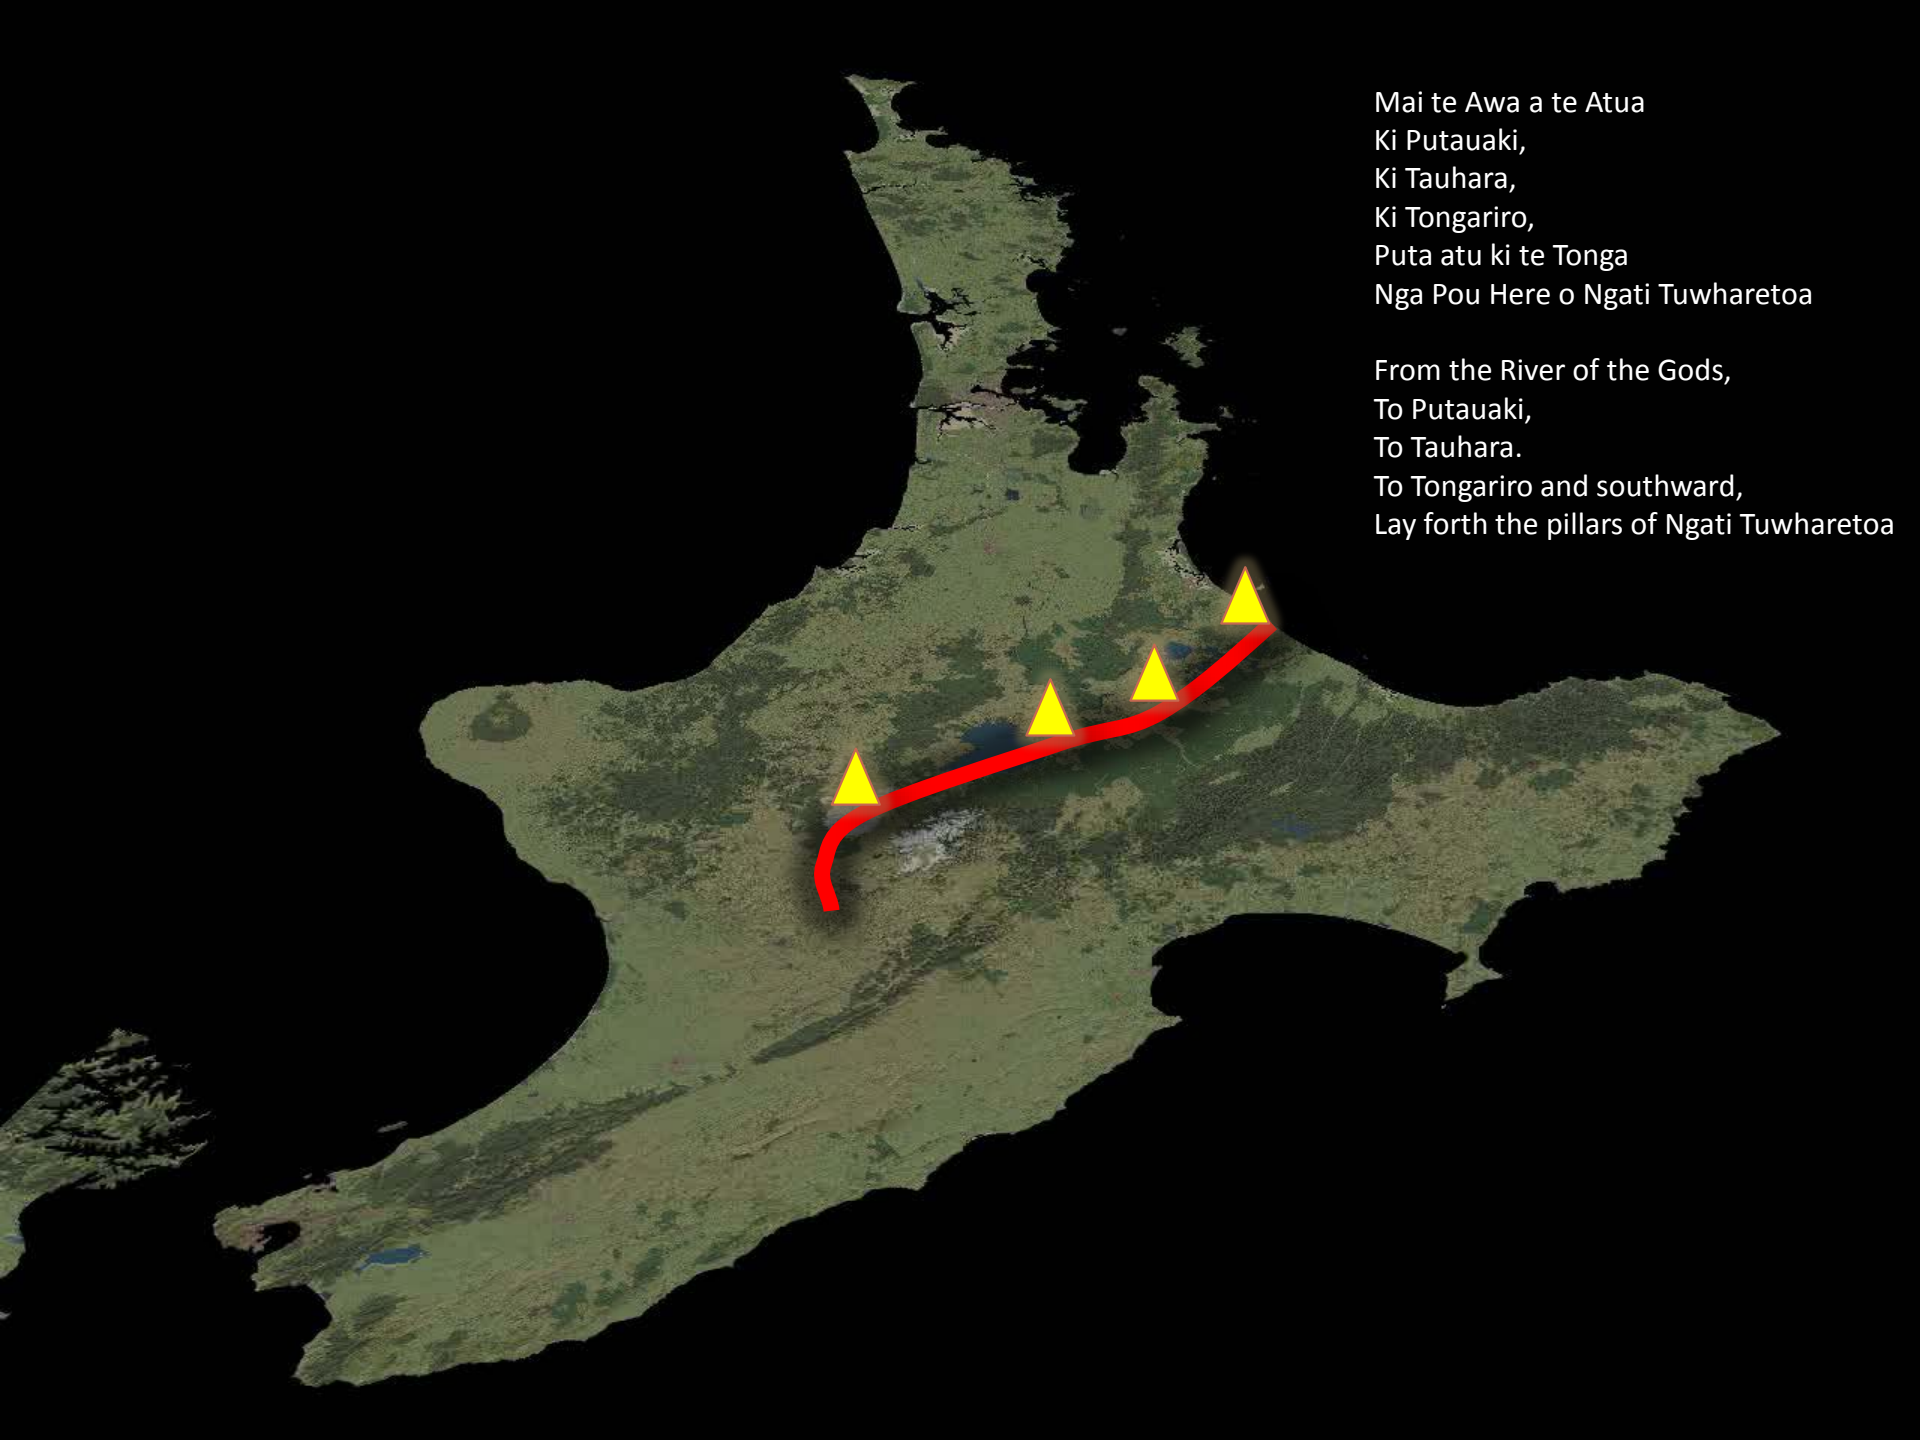 Mai te Awa a te Atua
Ki Putauaki,
Ki Tauhara,
Ki Tongariro,
Puta atu ki te Tonga
Nga Pou Here o Ngati Tuwharetoa
From the River of the Gods,
To Putauaki,
To Tauhara.
To Tongariro and southward,
Lay forth the pillars of Ngati Tuwharetoa